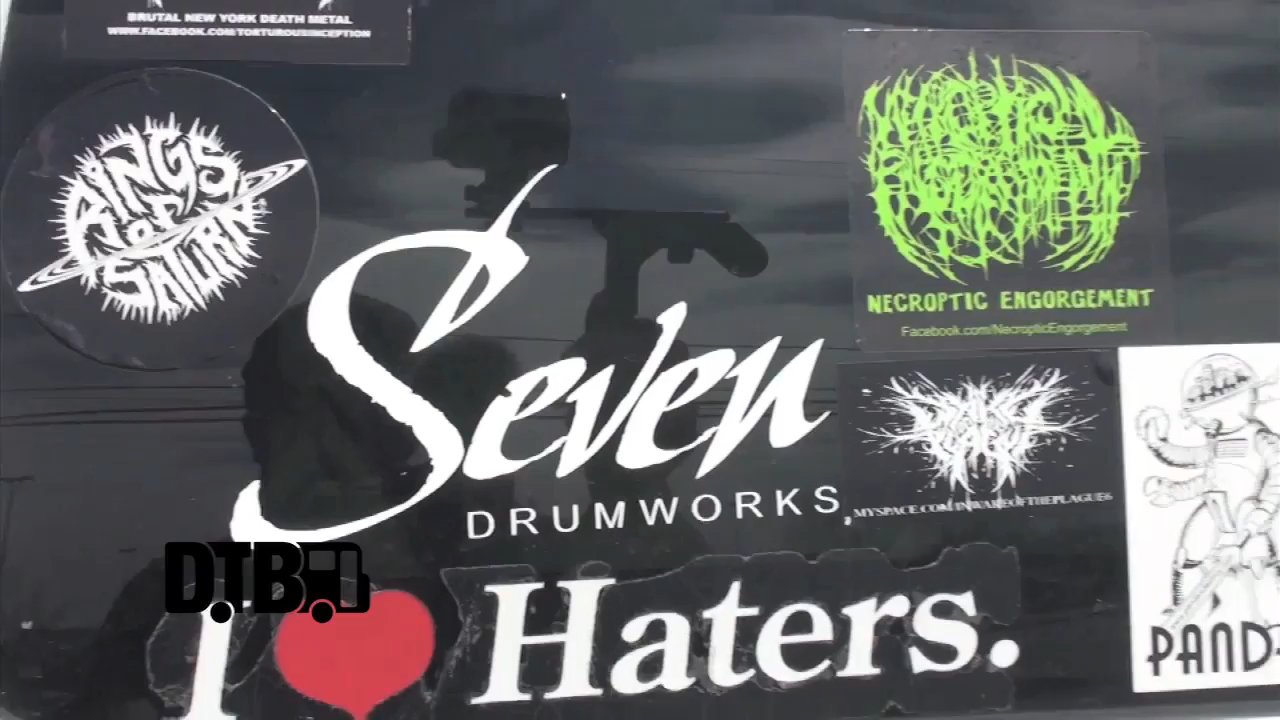 BRUTAL NEW YORK DEATH METAL
WWW.FACEBOOK.COM/TORTUROUSINCEPTION
RINGS
OF
SATURN
NECROPTIC ENGORGEMENT
Facebook.com/NecropticEngorgement
Seven
DRUMWORKS
MYSPACE.COM/INWAKEOFTHEPLAGUE6
DTB
I ❤ Haters.
PAND